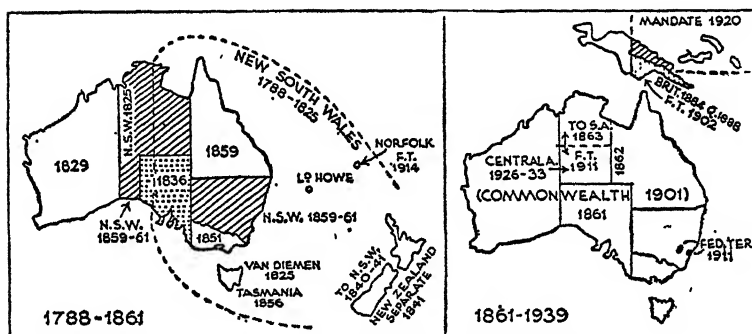 NEW SOUTH WALES
1788-1825
N.S.W. 1825
1829
1836
1859
NORFOLK
F.T.
1914
LD HOWE
N.S.W. 1859-61
N.S.W.
1859-61
1851
VAN DIEMEN
1825
TASMANIA
1856
TO N.S.W.
1840-41
NEW ZEALAND
SEPARATE
1841
1788-1861
MANDATE 1920
BRIT. 1884 & 1888
F.T. 1902
TO S.A.
1863
F.T.
1911
1862
CENTRAL A.
1926-33
(COMMONWEALTH 1901)
1861
FED. TER.
1911
1861-1939